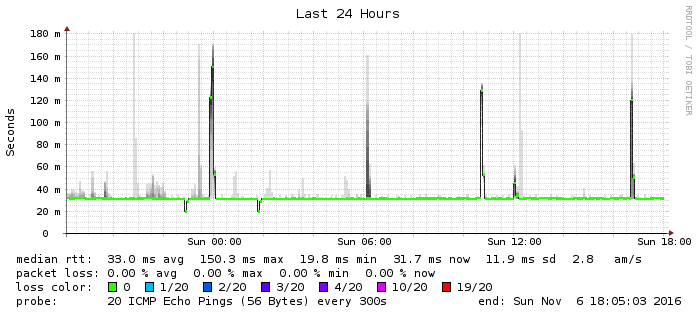 Last 24 Hours
RRDTOOL / TOBI OETIKER
Seconds
180 m
160 m
140 m
120 m
100 m
80 m
60 m
40 m
20 m
0
Sun 00:00 Sun 06:00 Sun 12:00 Sun 18:00
median rtt: 33.0 ms avg 150.3 ms max 19.8 ms min 31.7 ms now 11.9 ms sd 2.8 am/s
packet loss: 0.00 % avg 0.00 % max 0.00 % min 0.00 % now
loss color: 0 1/20 2/20 3/20 4/20 10/20 19/20
probe: 20 ICMP Echo Pings (56 Bytes) every 300s end: Sun Nov 6 18:05:03 2016